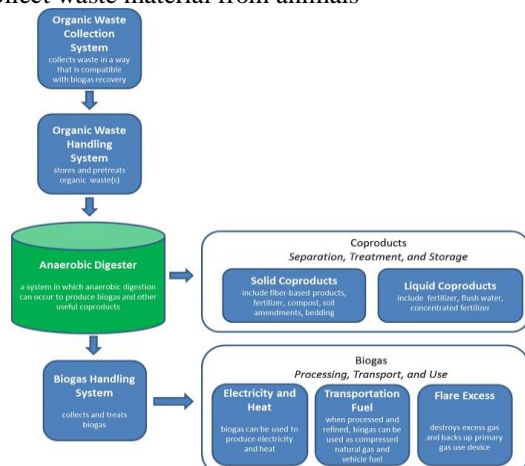 collect waste material from animals
Organic Waste
Collection
System
collects waste in a way
that is compatible
with biogas recovery
Organic Waste
Handling
System
stores and pretreats
organic waste(s)
Anaerobic Digester
a system in which anaerobic digestion
can occur to produce biogas and other
useful coproducts
Coproducts
Separation, Treatment, and Storage
Solid Coproducts
include fiber-based products,
fertilizer, compost, soil
amendments, bedding
Liquid Coproducts
include fertilizer, flush water,
concentrated fertilizer
Biogas Handling
System
collects and treats
biogas
Biogas
Processing, Transport, and Use
Electricity and
Heat
biogas can be used to
produce electricity
and heat
Transportation
Fuel
when processed and
refined, biogas can be
used as compressed
natural gas and
vehicle fuel
Flare Excess
destroys excess gas
and backs up primary
gas use device